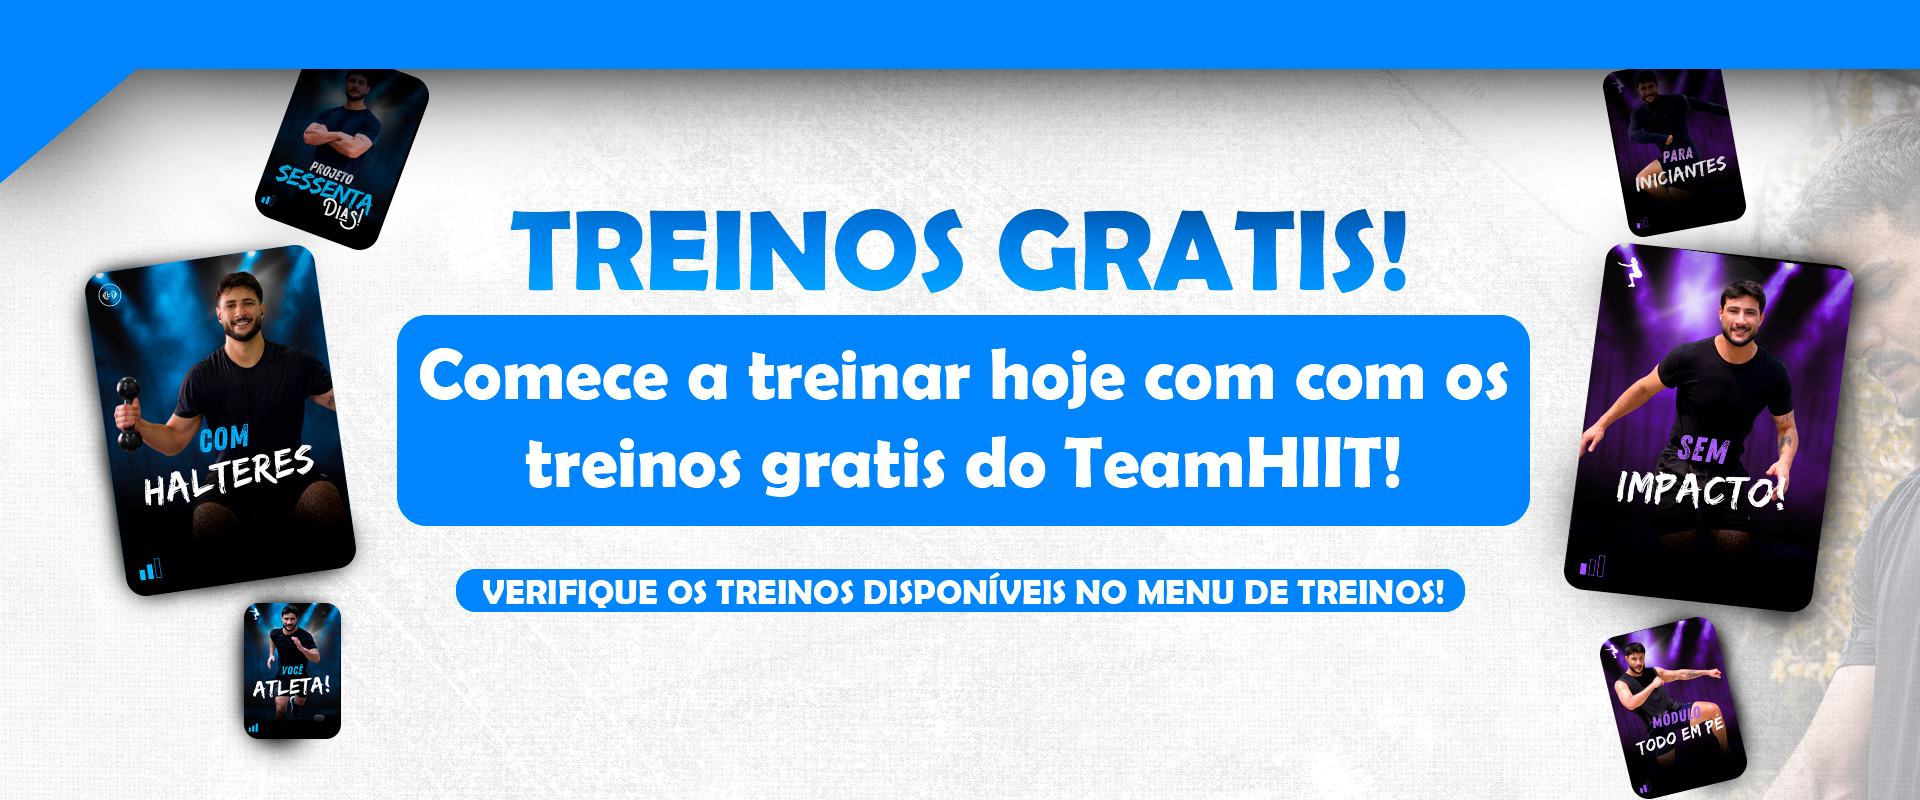 PROJETO
SESSENTA
DIAS!
PARA
INICIANTES
TREINOS GRATIS!
Comece a treinar hoje com com os
treinos gratis do TeamHIIT!
COM
HALTERES
SEM
IMPACTO!
VERIFIQUE OS TREINOS DISPONÍVEIS NO MENU DE TREINOS!
VOCÊ
ATLETA!
MÓDULO
TODO EM PÉ